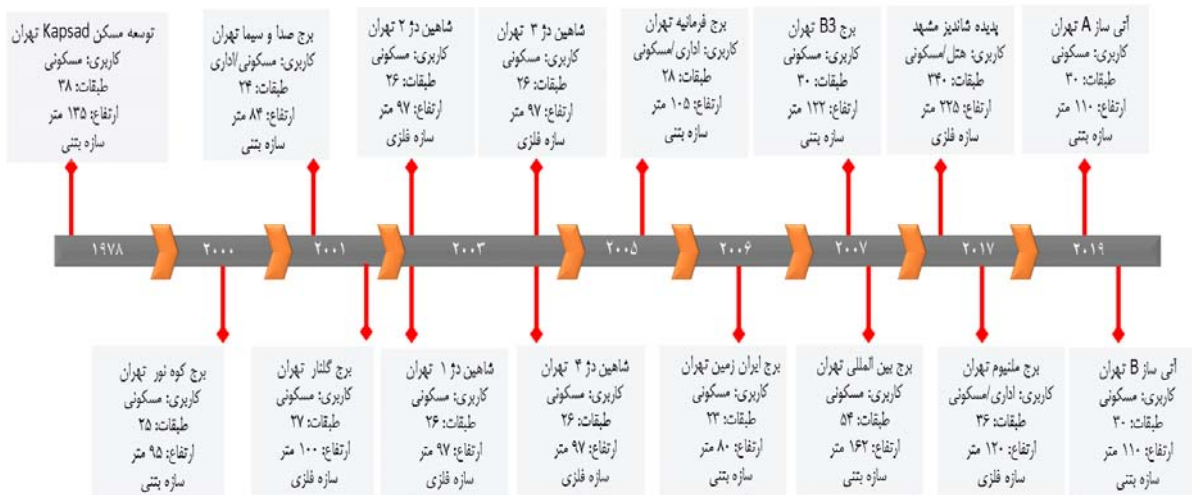 توسعه مسکن Kapsad تهران
کاربری: مسکونی
طبقات: ۳۸
ارتفاع: ۱۳۵ متر
سازه بتنی
برج صدا و سیما تهران
کاربری: مسکونی/اداری
طبقات: ۲۴
ارتفاع: ۸۴ متر
سازه بتنی
شاهین دژ ۲ تهران
کاربری: مسکونی
طبقات: ۲۶
ارتفاع: ۹۷ متر
سازه فلزی
شاهین دژ ۳ تهران
کاربری: مسکونی
طبقات: ۲۶
ارتفاع: ۹۷ متر
سازه فلزی
برج فرمانیه تهران
کاربری: اداری/مسکونی
طبقات: ۲۸
ارتفاع: ۱۰۵ متر
سازه بتنی
برج B3 تهران
کاربری: مسکونی
طبقات: ۳۰
ارتفاع: ۱۲۲ متر
سازه بتنی
پدیده شاندیز مشهد
کاربری: هتل/مسکونی
طبقات: ۳۴۰
ارتفاع: ۲۲۵ متر
سازه فلزی
آتی ساز A تهران
کاربری: مسکونی
طبقات: ۳۰
ارتفاع: ۱۱۰ متر
سازه بتنی
۱۹۷۸
۲۰۰۰
۲۰۰۱
۲۰۰۳
۲۰۰۵
۲۰۰۶
۲۰۰۷
۲۰۱۷
۲۰۱۹
برج کوه نور تهران
کاربری: مسکونی
طبقات: ۲۵
ارتفاع: ۹۵ متر
سازه بتنی
برج گلنار تهران
کاربری: مسکونی
طبقات: ۲۷
ارتفاع: ۱۰۰ متر
سازه فلزی
شاهین دژ ۱ تهران
کاربری: مسکونی
طبقات: ۲۶
ارتفاع: ۹۷ متر
سازه فلزی
شاهین دژ ۴ تهران
کاربری: مسکونی
طبقات: ۲۶
ارتفاع: ۹۷ متر
سازه فلزی
برج ایران زمین تهران
کاربری: مسکونی
طبقات: ۲۳
ارتفاع: ۸۰ متر
سازه بتنی
برج بین المللی تهران
کاربری: مسکونی
طبقات: ۵۴
ارتفاع: ۱۶۲ متر
سازه بتنی
برج ملنیوم تهران
کاربری: اداری/مسکونی
طبقات: ۳۶
ارتفاع: ۱۲۰ متر
سازه فلزی
آتی ساز B تهران
کاربری: مسکونی
طبقات: ۳۰
ارتفاع: ۱۱۰ متر
سازه بتنی